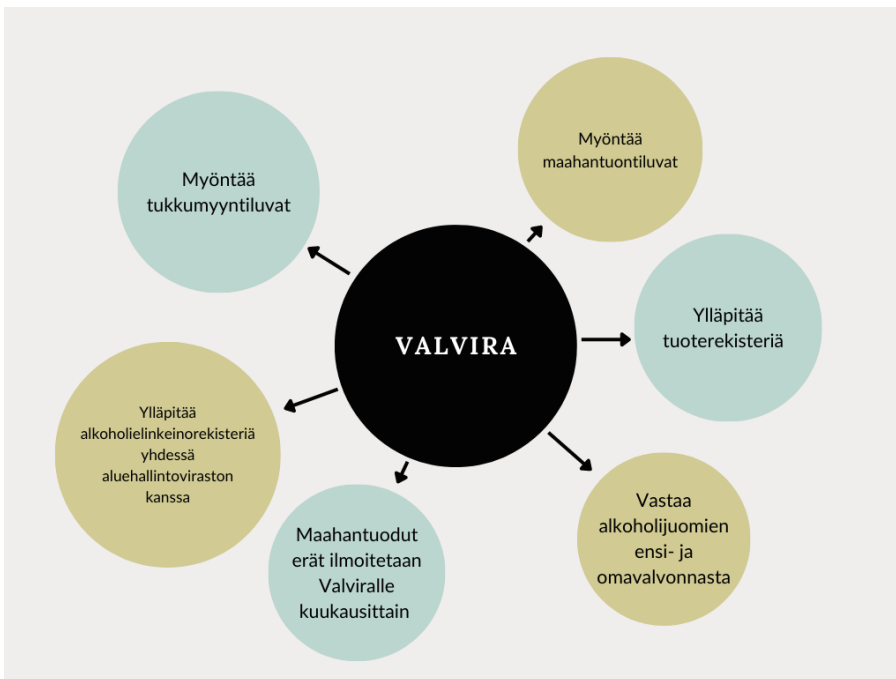 Myöntää
maahantuontiluvat
Myöntää
tukkumyyntiluvat
VALVIRA
Ylläpitää
tuoterekisteriä
Ylläpitää
alkoholielinkeinorekisteriä
yhdessä
aluehallintoviraston
kanssa
Maahantuodut
erät ilmoitetaan
Valviralle
kuukausittain
Vastaa
alkoholijuomien
ensi- ja
omavalvonnasta